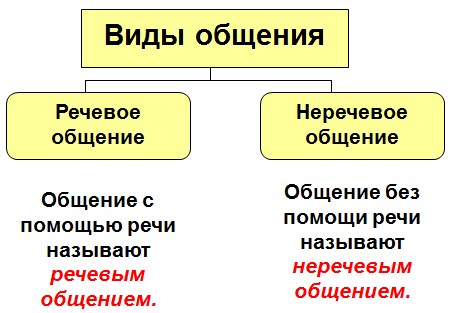 Виды общения
Речевое
общение
Неречевое
общение
Общение с
помощью речи
называют
речевым
общением.
Общение без
помощи речи
называют
неречевым
общением.